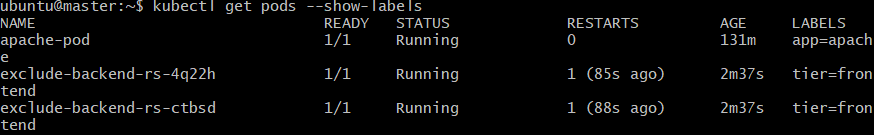 ubuntu@master:~$ kubectl get pods --show-labels
NAME READY STATUS RESTARTS AGE LABELS
apache-pod 1/1 Running 0 131m app=apach
e
exclude-backend-rs-4q22h 1/1 Running 1 (85s ago) 2m37s tier=fron
tend
exclude-backend-rs-ctbsd 1/1 Running 1 (88s ago) 2m37s tier=fron
tend